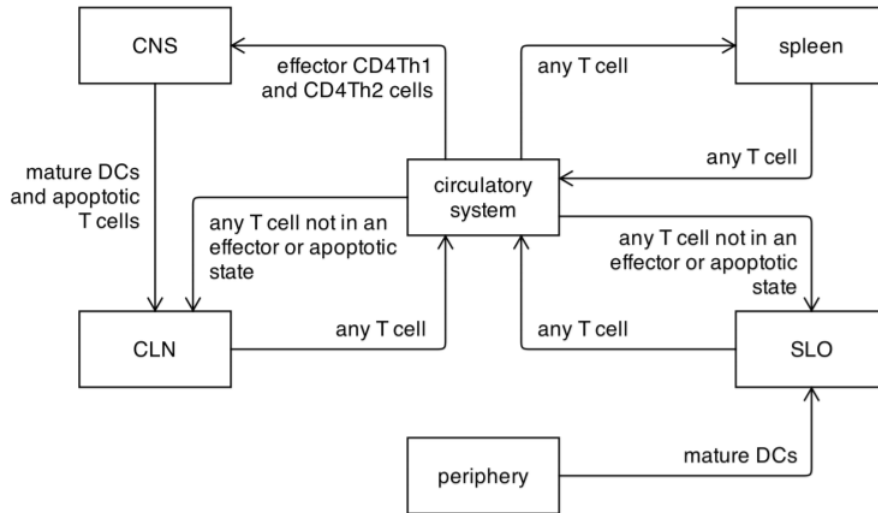 CNS
spleen
effector CD4Th1
and CD4Th2 cells
any T cell
mature DCs
and apoptotic
T cells
any T cell
circulatory
system
any T cell not in an
effector or apoptotic
state
any T cell not in an
effector or apoptotic
state
CLN
any T cell
any T cell
SLO
periphery
mature DCs